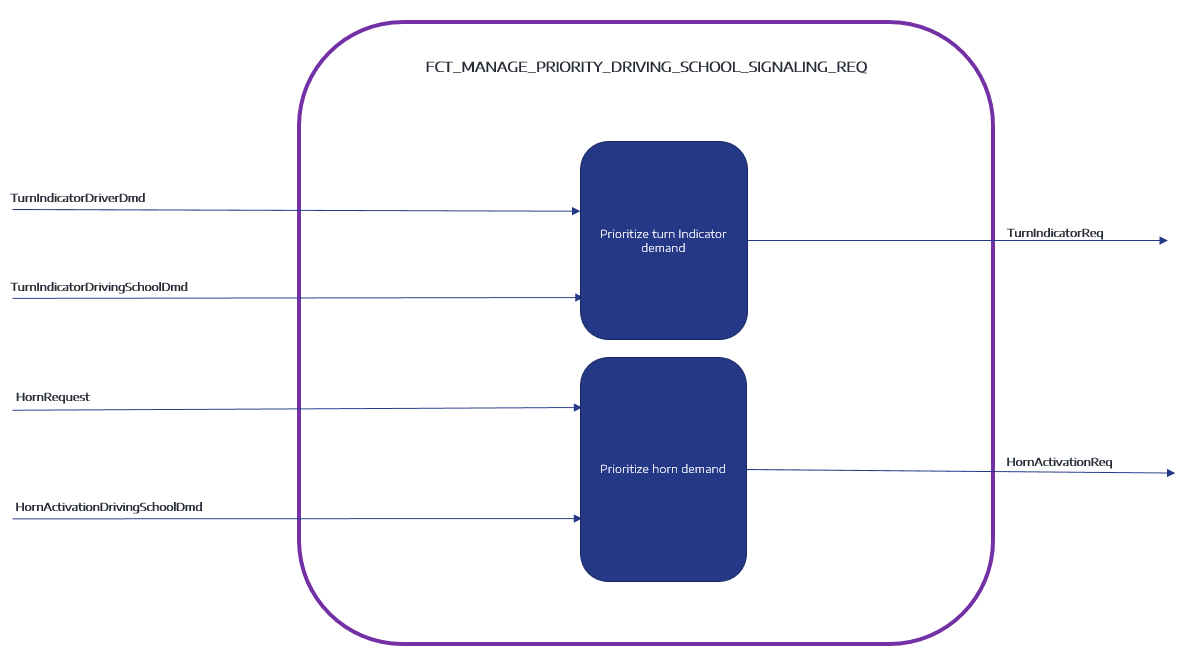 FCT_MANAGE_PRIORITY_DRIVING_SCHOOL_SIGNALING_REQ
TurnIndicatorDriverDmd
TurnIndicatorDrivingSchoolDmd
Prioritize turn Indicator
demand
TurnIndicatorReq
HornRequest
HornActivationDrivingSchoolDmd
Prioritize horn demand
HornActivationReq